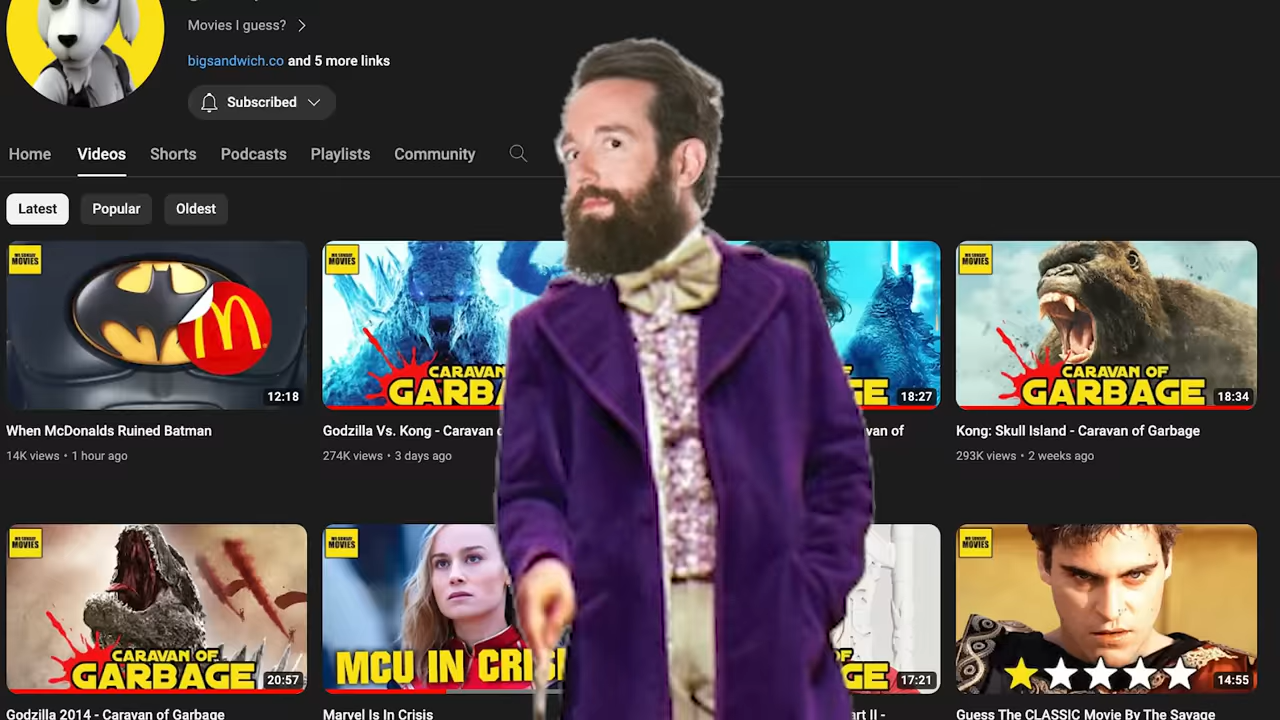 Movies I guess?
bigsandwich.co and 5 more links
Subscribed
Home Videos Shorts Podcasts Playlists Community
Latest Popular Oldest
MR SUNDAY
MOVIES
M
12:18
MR SUNDAY
MOVIES
CARAVAN OF
GARBA
GE
18:27
MR SUNDAY
MOVIES
CARAVAN OF
GARBAGE
18:34
When McDonalds Ruined Batman
14K views • 1 hour ago
Godzilla Vs. Kong - Caravan
274K views • 3 days ago
van of
Kong: Skull Island - Caravan of Garbage
293K views • 2 weeks ago
MR SUNDAY
MOVIES
CARAVAN OF
GARBAGE
20:57
MR SUNDAY
MOVIES
MCU IN CRIS
GE
17:21
MR SUNDAY
MOVIES
14:55
Godzilla 2014 - Caravan of Garbage
Marvel Is In Crisis
art II -
Guess The CLASSIC Movie By The Savage